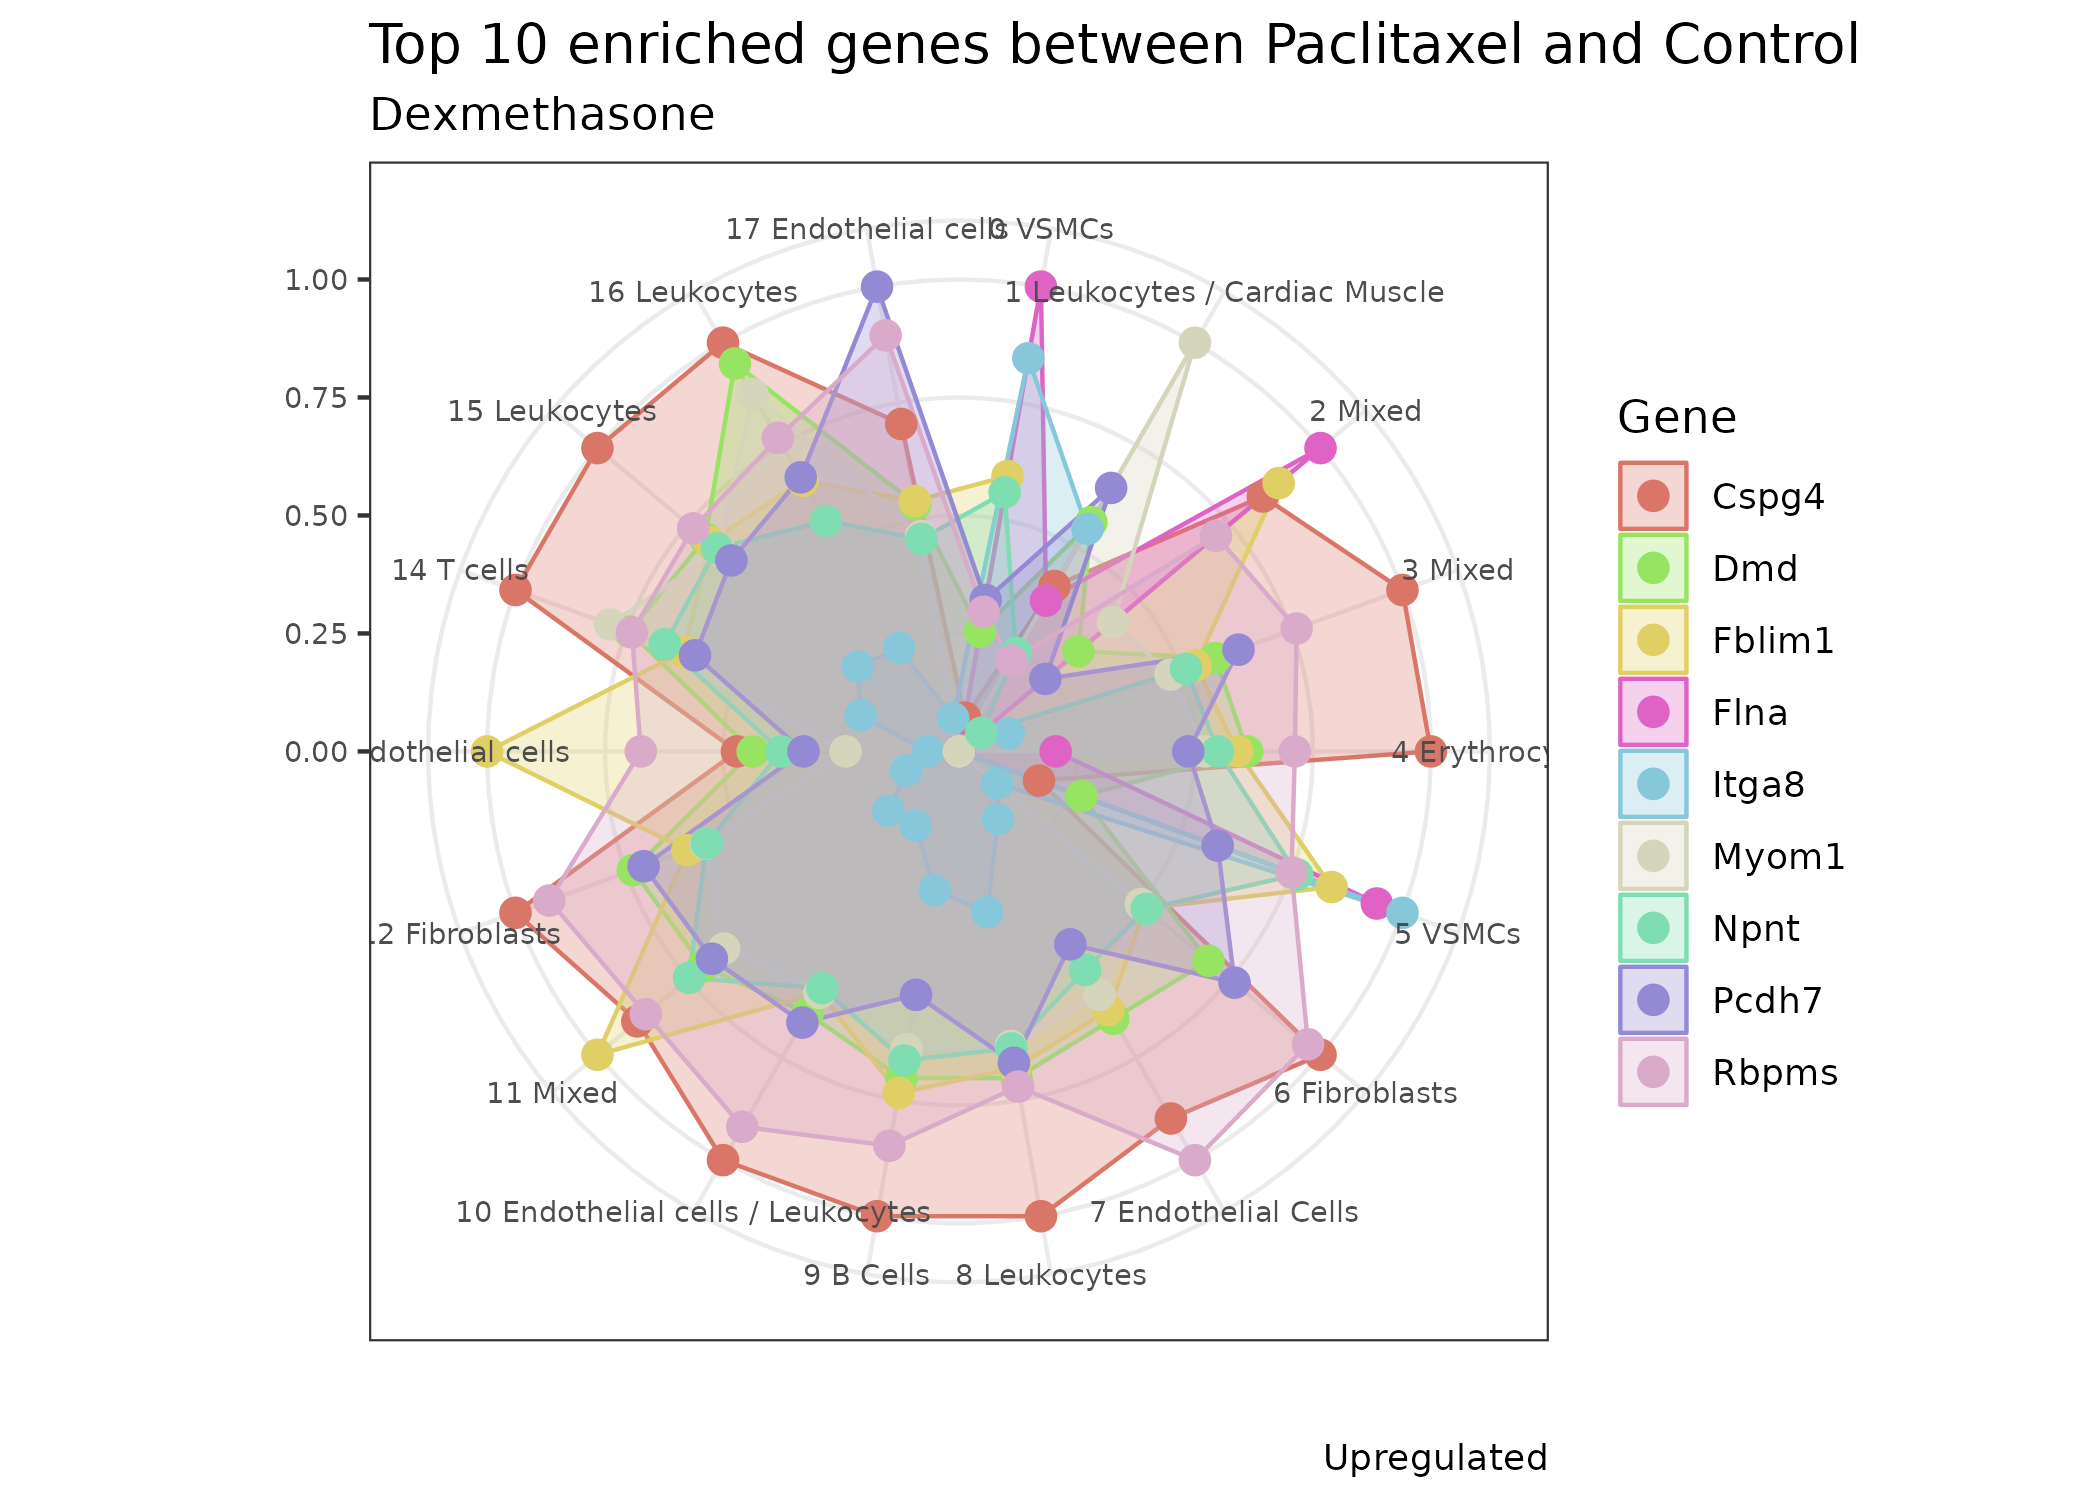 Top 10 enriched genes between Paclitaxel and Control
Dexmethasone
17 Endothelial cells
0 VSMCs
16 Leukocytes
1 Leukocytes / Cardiac Muscle
15 Leukocytes
2 Mixed
14 T cells
3 Mixed
dothelial cells
4 Erythrocy
2 Fibroblasts
5 VSMCs
11 Mixed
6 Fibroblasts
10 Endothelial cells / Leukocytes
7 Endothelial Cells
9 B Cells
8 Leukocytes
1.00
0.75
0.50
0.25
0.00
Gene
Cspg4
Dmd
Fblim1
Flna
Itga8
Myom1
Npnt
Pcdh7
Rbpms
Upregulated